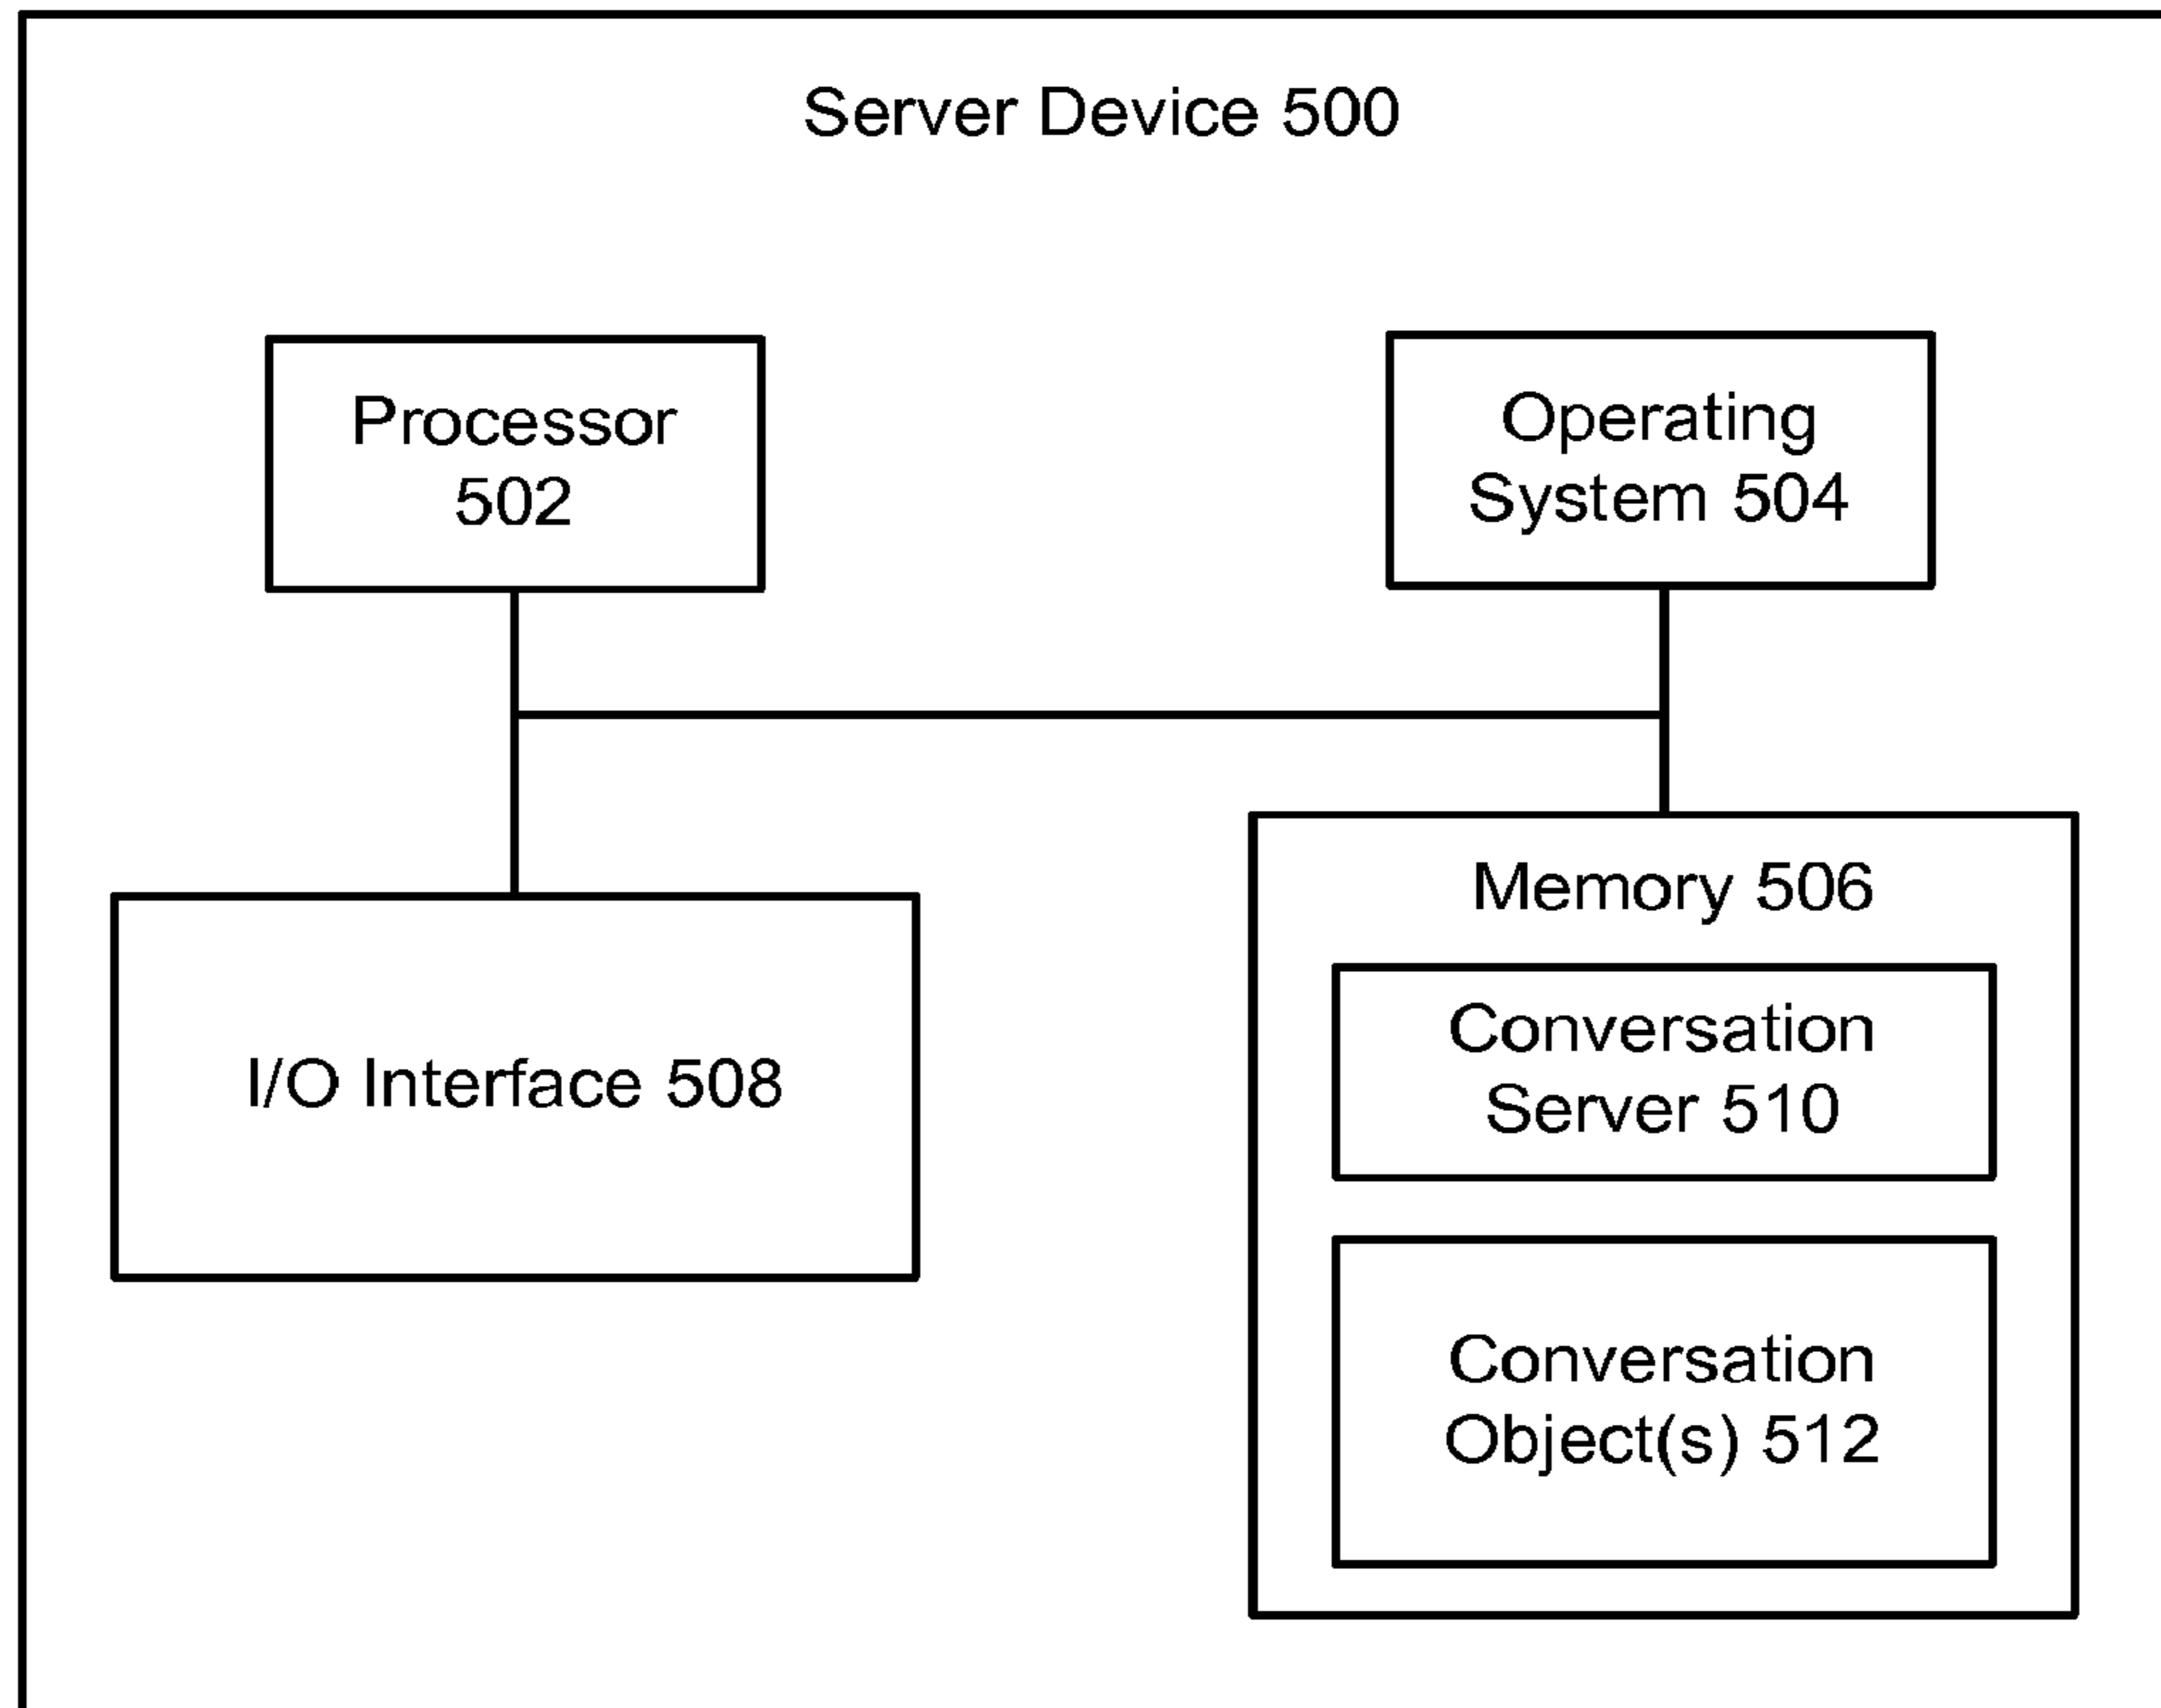 Server Device 500
Processor
502
Operating
System 504
Memory 506
I/O Interface 508
Conversation
Server 510
Conversation
Object(s) 512